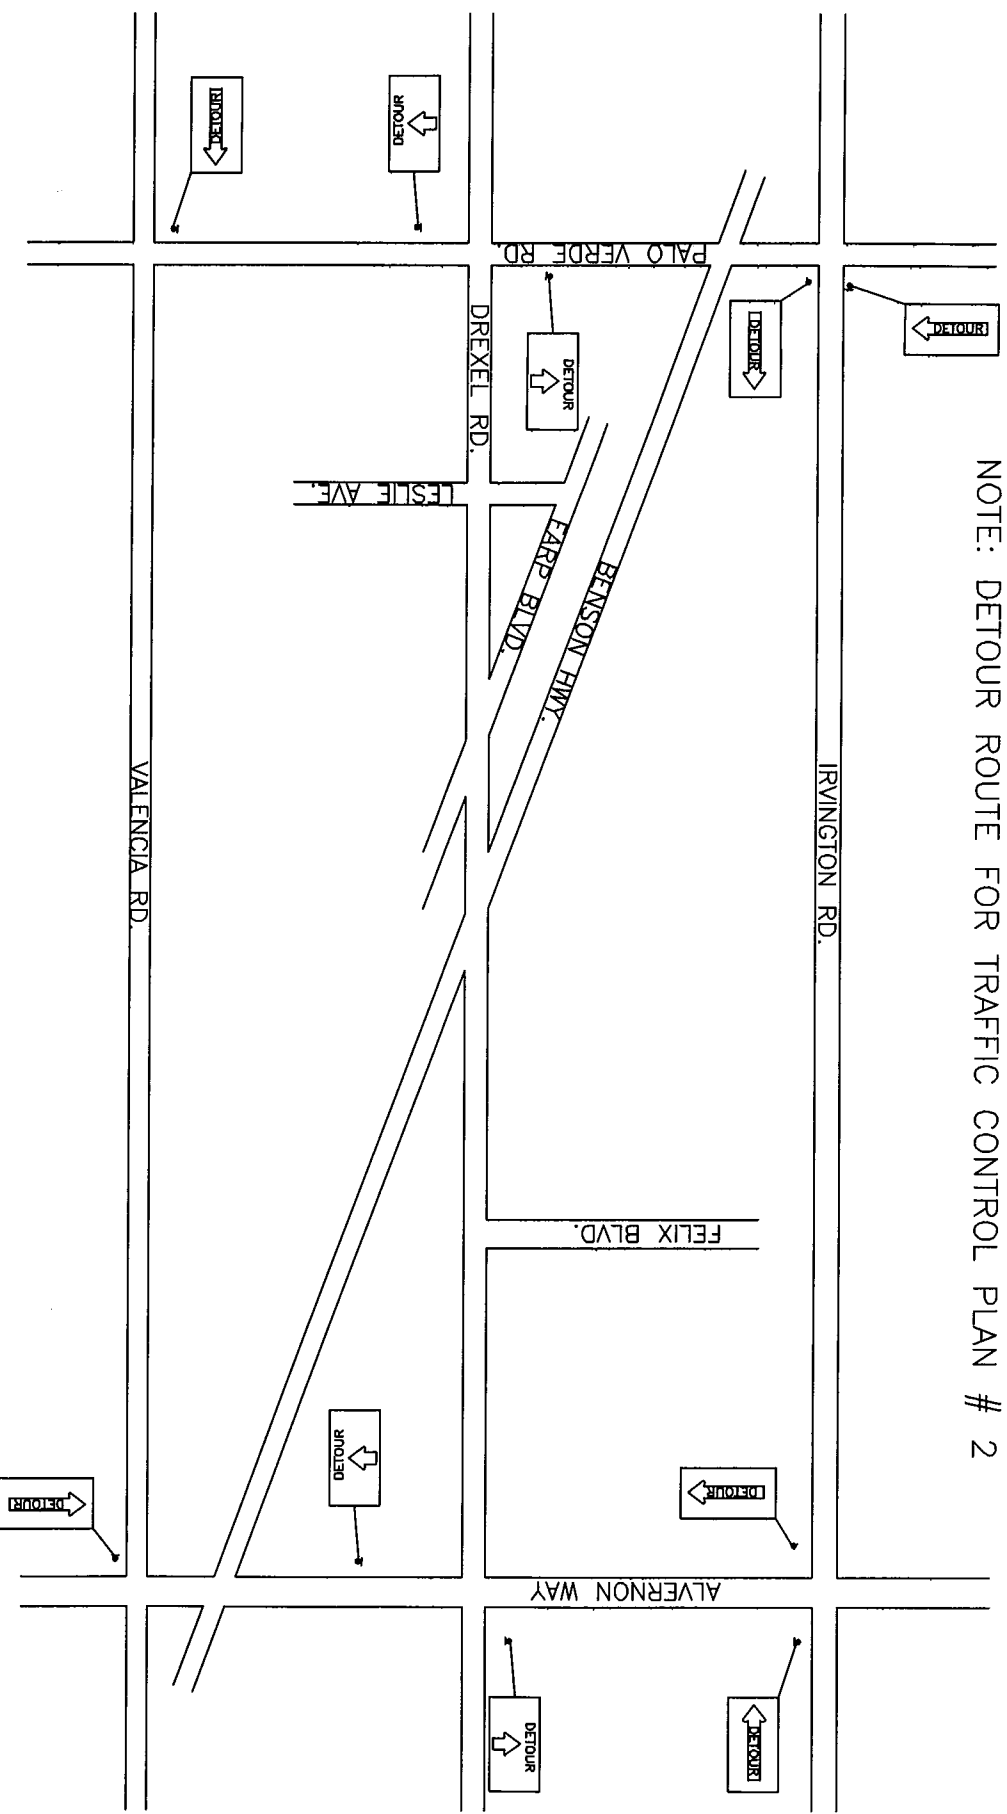 NOTE: DETOUR ROUTE FOR TRAFFIC CONTROL PLAN # 2
DETOUR
DETOUR
IRVINGTON RD.
DETOUR
DETOUR
PALO VERDE RD.
BENSON HWY.
FELIX BLVD.
ALVERNON WAY
DETOUR
EARP BLVD.
DETOUR
DREXEL RD.
LESLIE AVE.
DETOUR
DETOUR
DETOUR
DETOUR
VALENCIA RD.
DETOUR